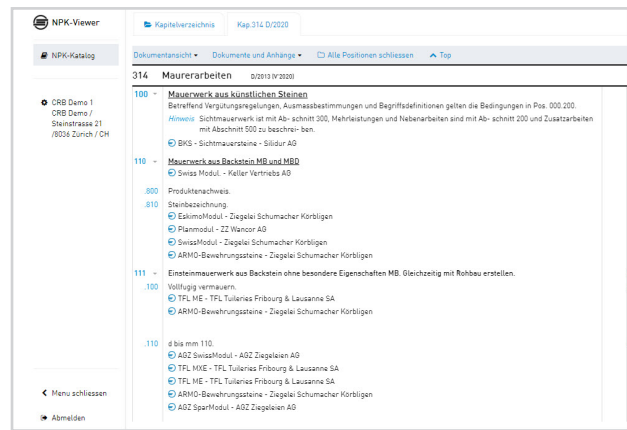 NPK-Viewer
Kapitelverzeichnis
Kap.314 D/2020
NPK-Katalog
Dokumentansicht
Dokumente und Anhänge
Alle Positionen schliessen
Top
314 Maurerarbeiten D/2013 (V'2020)
CRB Demo 1
CRB Demo /
Steinstrasse 21
/8036 Zürich / CH
100 Mauerwerk aus künstlichen Steinen
Betreffend Vergütungsregelungen, Ausmassbestimmungen und Begriffsdefinitionen gelten die Bedingungen in Pos. 000.200.
Hinweis Sichtmauerwerk ist mit Ab- schnitt 300, Mehrleistungen und Nebenarbeiten sind mit Ab- schnitt 200 und Zusatzarbeiten
mit Abschnitt 500 zu beschrei- ben.
BKS - Sichtmauersteine - Silidur AG
110 Mauerwerk aus Backstein MB und MBD
Swiss Modul. - Keller Vertriebs AG
.800 Produktenachweis.
.810 Steinbezeichnung.
EskimoModul - Ziegelei Schumacher Körbligen
Planmodul - ZZ Wancor AG
SwissModul - Ziegelei Schumacher Körbligen
ARMO-Bewehrungssteine - Ziegelei Schumacher Körbligen
111 Einsteinmauerwerk aus Backstein ohne besondere Eigenschaften MB. Gleichzeitig mit Rohbau erstellen.
.100 Vollfugig vermauern.
TFL ME - TFL Tuileries Fribourg & Lausanne SA
ARMO-Bewehrungssteine - Ziegelei Schumacher Körbligen
.110 d bis mm 110.
AGZ SwissModul - AGZ Ziegeleien AG
TFL MXE - TFL Tuileries Fribourg & Lausanne SA
TFL ME - TFL Tuileries Fribourg & Lausanne SA
ARMO-Bewehrungssteine - Ziegelei Schumacher Körbligen
AGZ SparModul - AGZ Ziegeleien AG
Menu schliessen
Abmelden